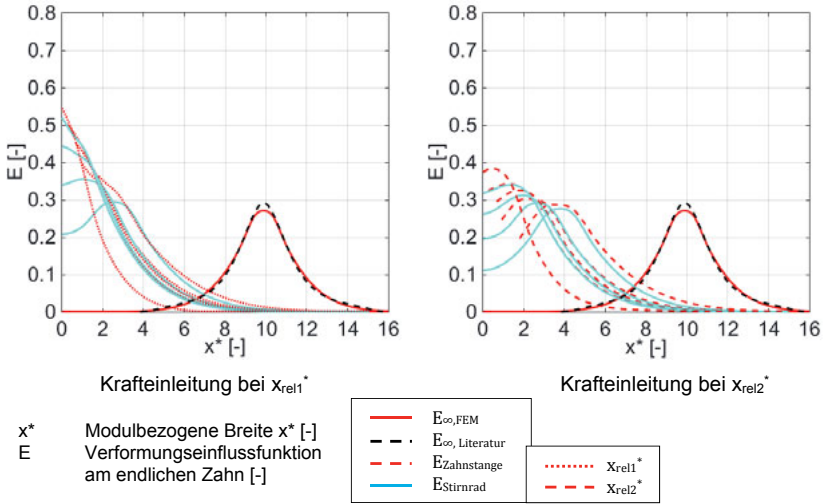 0.8
0.7
0.6
0.5
0.4
0.3
0.2
0.1
0
E [-]
0 2 4 6 8 10 12 14 16
x* [-]
0.8
0.7
0.6
0.5
0.4
0.3
0.2
0.1
0
E [-]
0 2 4 6 8 10 12 14 16
x* [-]
Krafteinleitung bei xrel1*
Krafteinleitung bei xrel2*
x* Modulbezogene Breite x* [-]
E Verformungseinflussfunktion
am endlichen Zahn [-]
E∞,FEM
E∞, Literatur
EZahnstange
EStirnrad
xrel1*
xrel2*